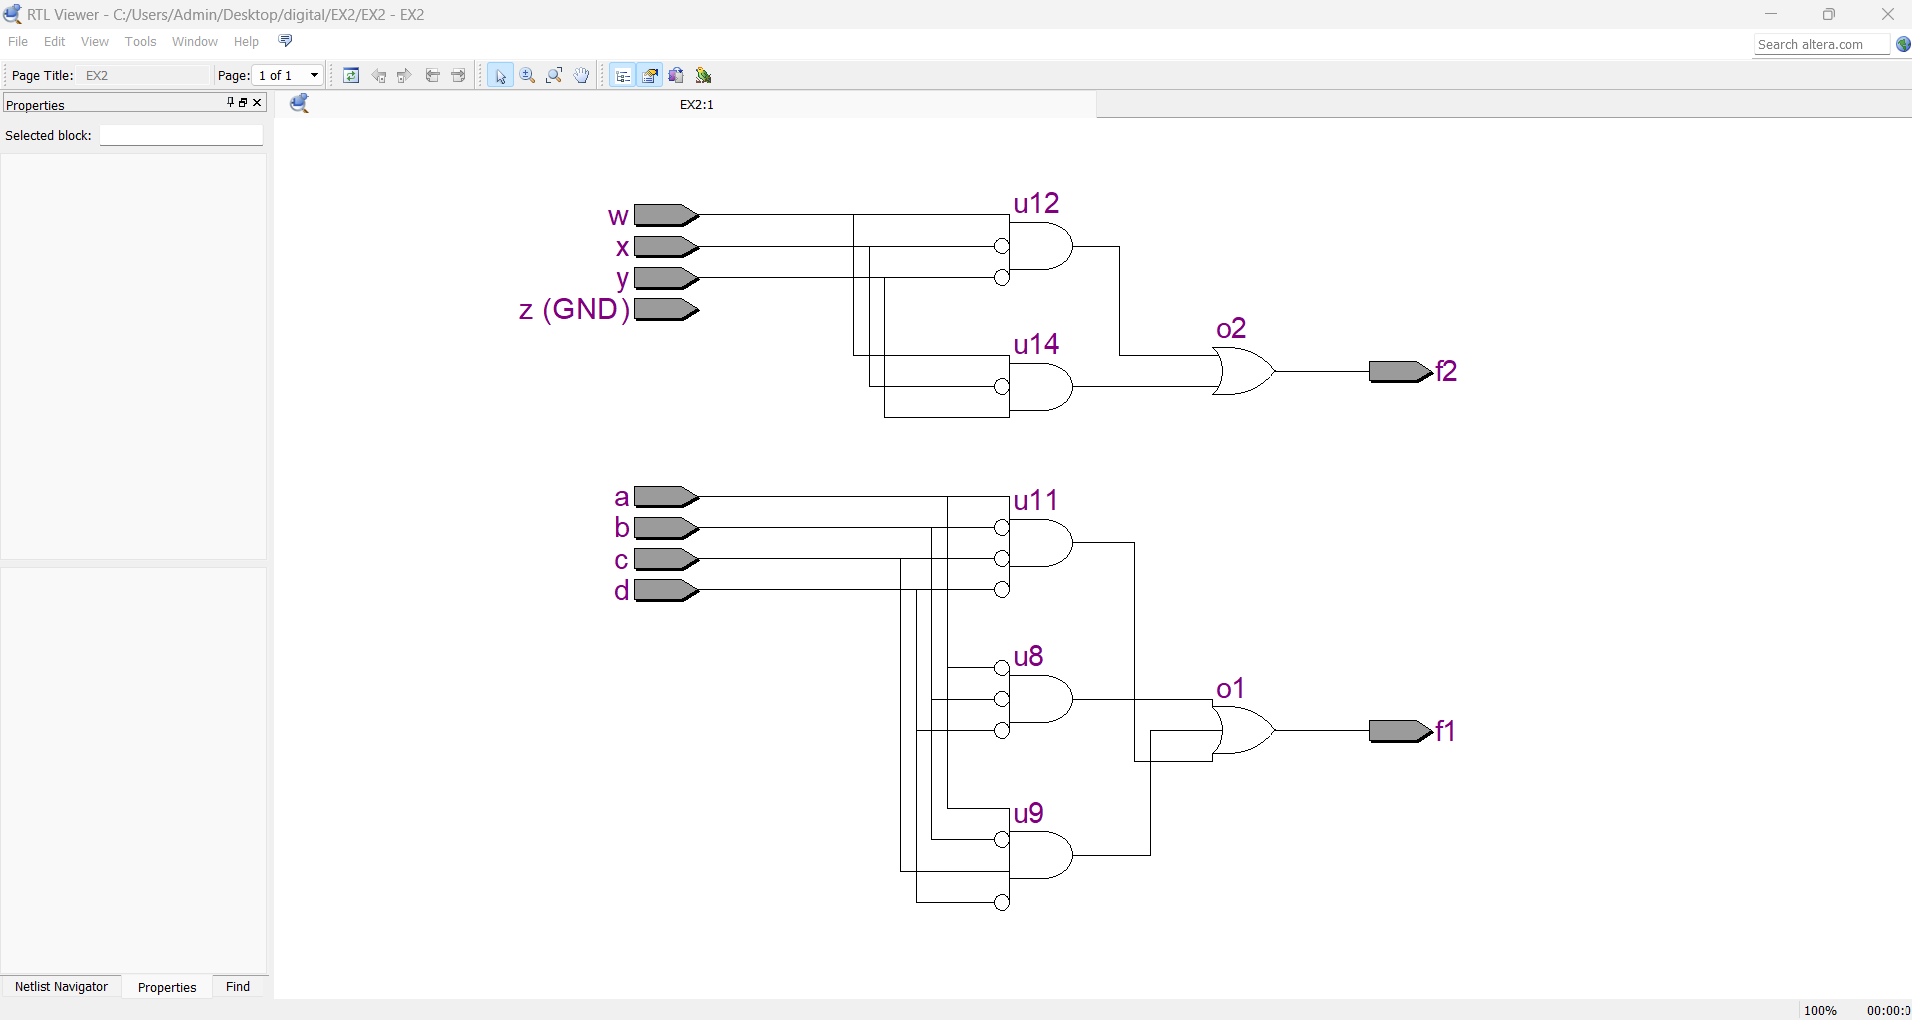 RTL Viewer - C:/Users/Admin/Desktop/digital/EX2/EX2 - EX2
File Edit View Tools Window Help
Search altera.com
Page Title: EX2 Page: 1 of 1
Properties
EX2:1
Selected block:
u12
w
x
y
z (GND)
u14
o2
f2
a
u11
b
c
d
u8
o1
f1
u9
Netlist Navigator Properties Find
100% 00:00:0